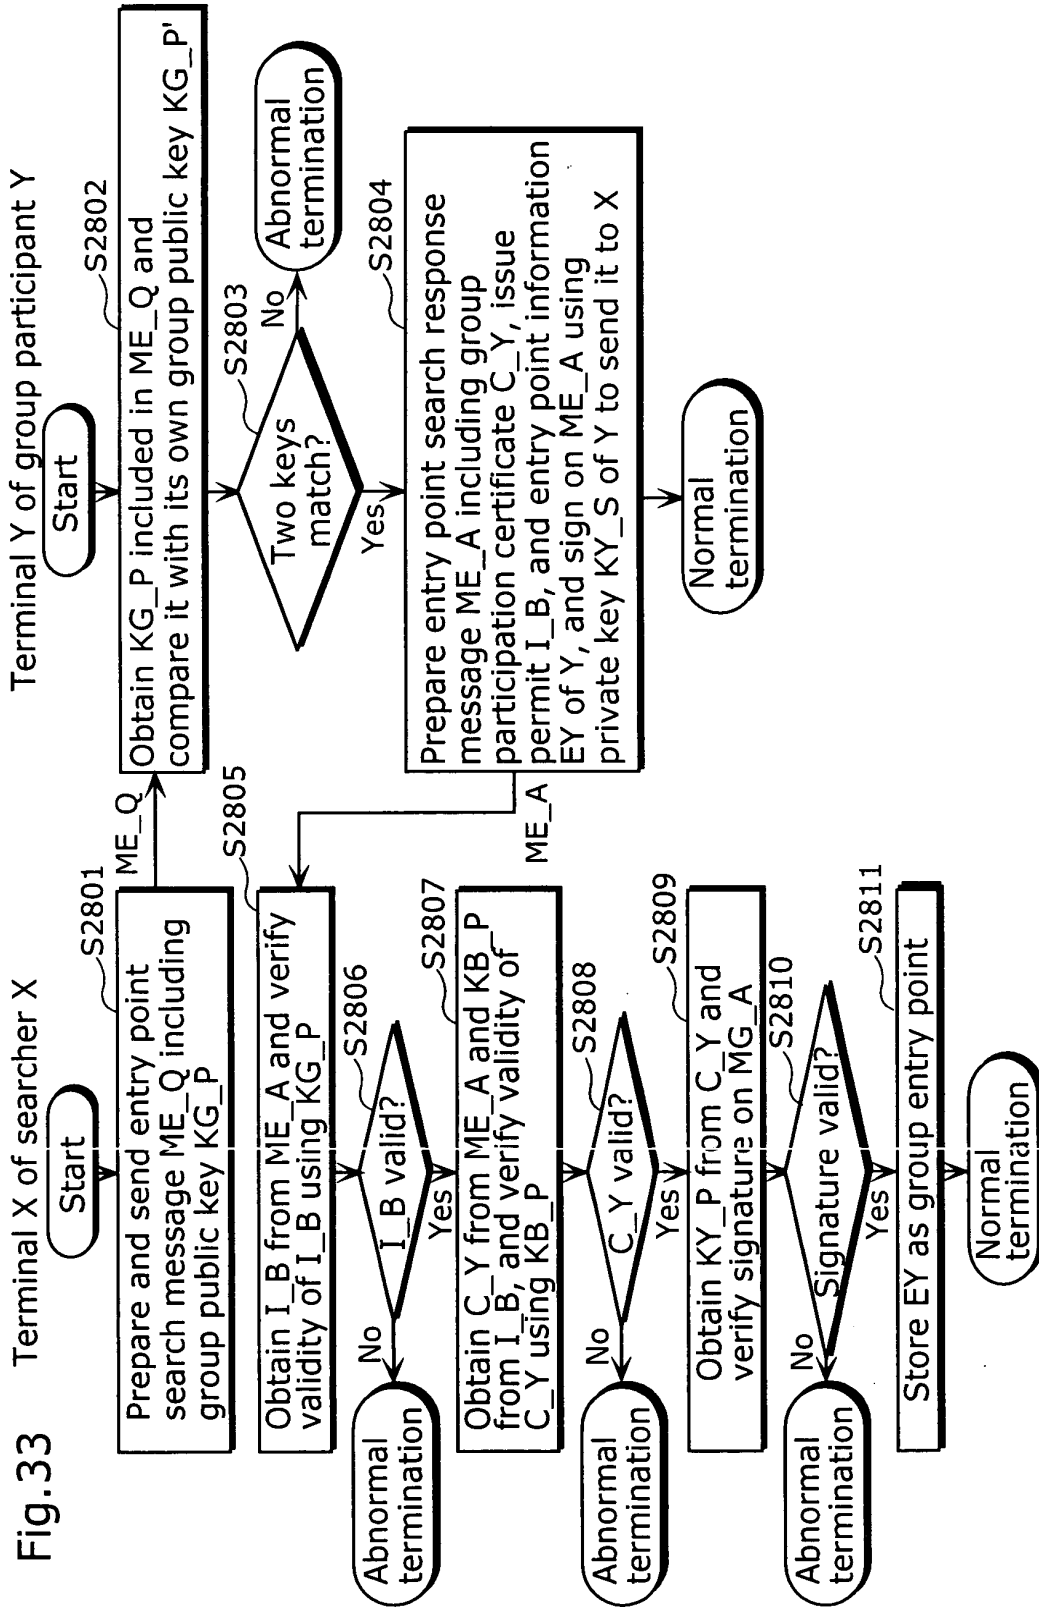 Fig.33
Terminal X of searcher X
Start
S2801
Prepare and send entry point
search message ME_Q including
group public key KG_P
ME_Q
S2805
Obtain I_B from ME_A and verify
validity of I_B using KG_P
S2806
I_B valid?
No
Abnormal
termination
Yes
S2807
Obtain C_Y from ME_A and KB_P
from I_B, and verify validity of
C_Y using KB_P
S2808
C_Y valid?
No
Abnormal
termination
Yes
S2809
Obtain KY_P from C_Y and
verify signature on MG_A
S2810
Signature valid?
No
Abnormal
termination
Yes
S2811
Store EY as group entry point
Normal
termination
Terminal Y of group participant Y
Start
S2802
Obtain KG_P included in ME_Q and
compare it with its own group public key KG_P'
S2803
Two keys
match?
No
Abnormal
termination
Yes
S2804
Prepare entry point search response
message ME_A including group
participation certificate C_Y, issue
permit I_B, and entry point information
EY of Y, and sign on ME_A using
private key KY_S of Y to send it to X
ME_A
Normal
termination